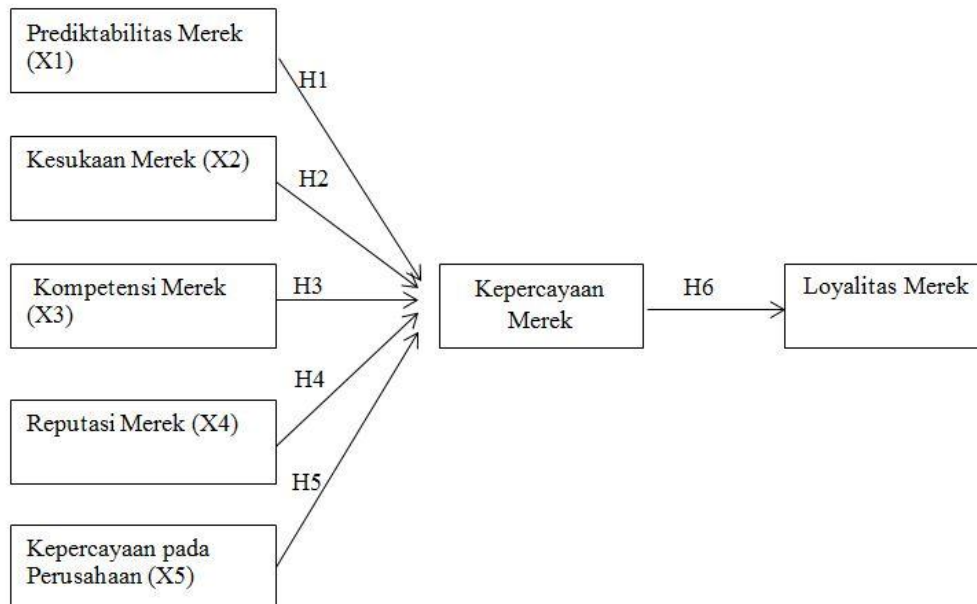 Prediktabilitas Merek
(X1)
H1
Kesukaan Merek (X2)
H2
Kompetensi Merek
(X3)
H3
Kepercayaan
Merek
H6
Loyalitas Merek
H4
Reputasi Merek (X4)
H5
Kepercayaan pada
Perusahaan (X5)